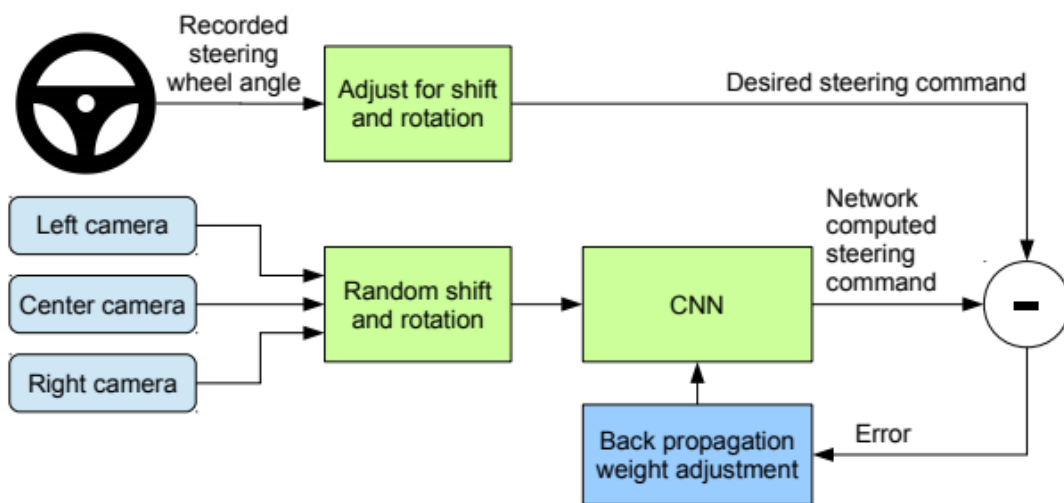 Recorded
steering
wheel angle
Adjust for shift
and rotation
Desired steering command
Left camera
Center camera
Right camera
Random shift
and rotation
CNN
Network
computed
steering
command
-
Back propagation
weight adjustment
Error